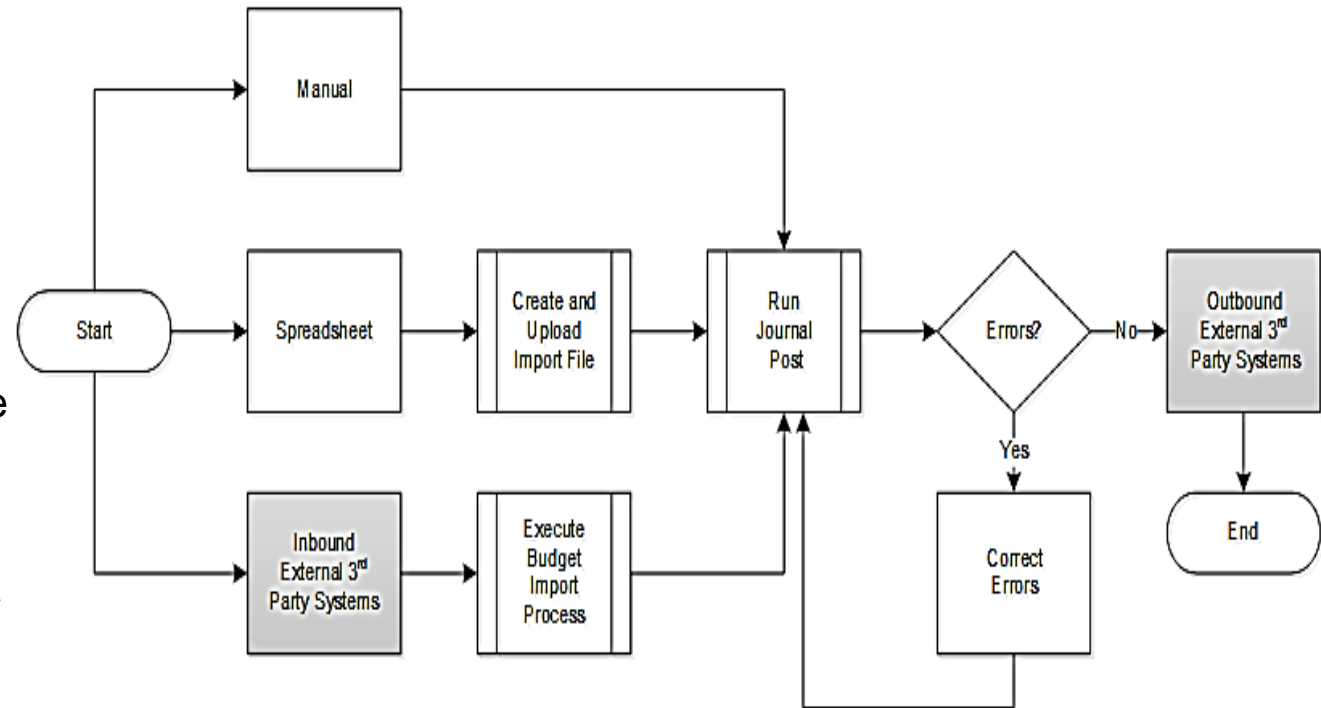 Manual
Start
Spreadsheet
Create and
Upload
Import File
Run
Journal
Post
Errors?
No
Outbound
External 3rd
Party Systems
e
Yes
Inbound
External 3rd
Party Systems
Execute
Budget
Import
Process
Correct
Errors
End